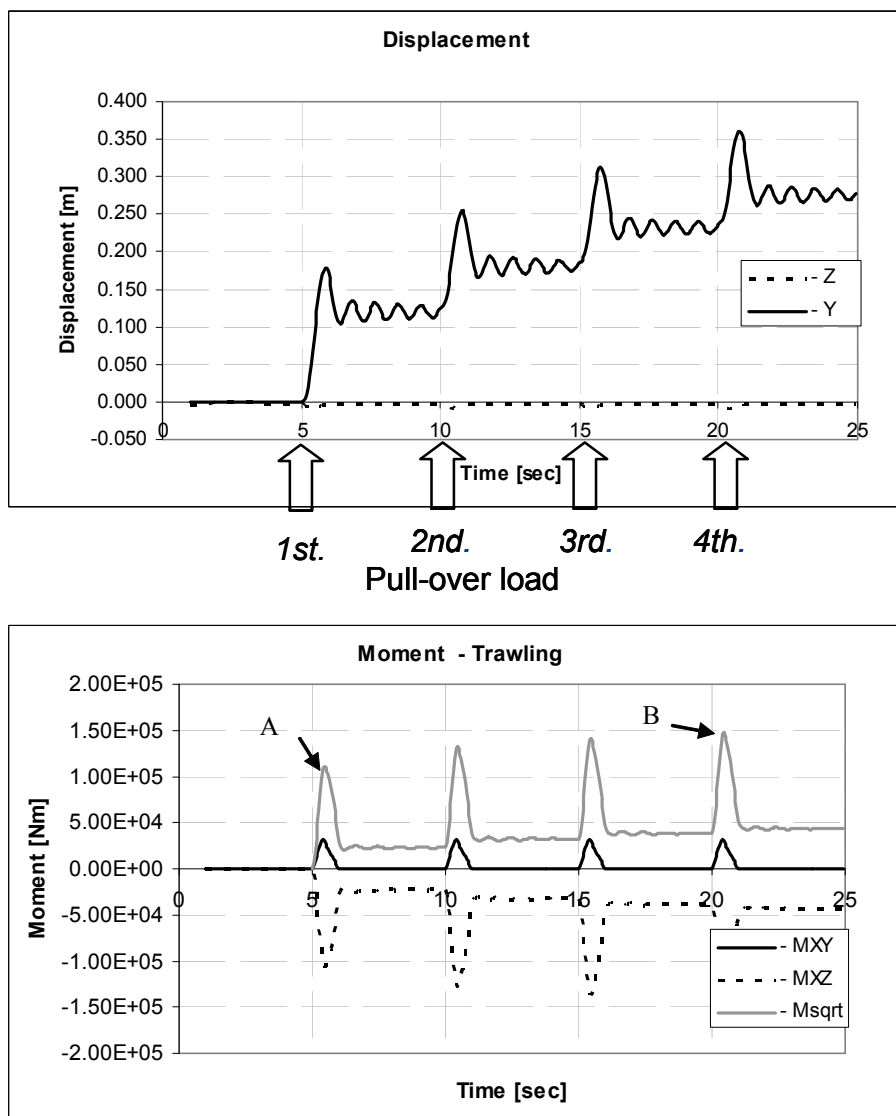 Displacement
0.400
0.350
0.300
0.250
0.200
0.150
0.100
0.050
0.000
-0.050
Displacement [m]
0 5 10 15 20 25
Time [sec]
- Z
- Y
1st. 2nd. 3rd. 4th.
Pull-over load
Moment - Trawling
2.00E+05
1.50E+05
1.00E+05
5.00E+04
0.00E+00
-5.00E+04
-1.00E+05
-1.50E+05
-2.00E+05
Moment [Nm]
A
B
0 5 10 15 20 25
- MXY
- MXZ
- Msqrt
Time [sec]